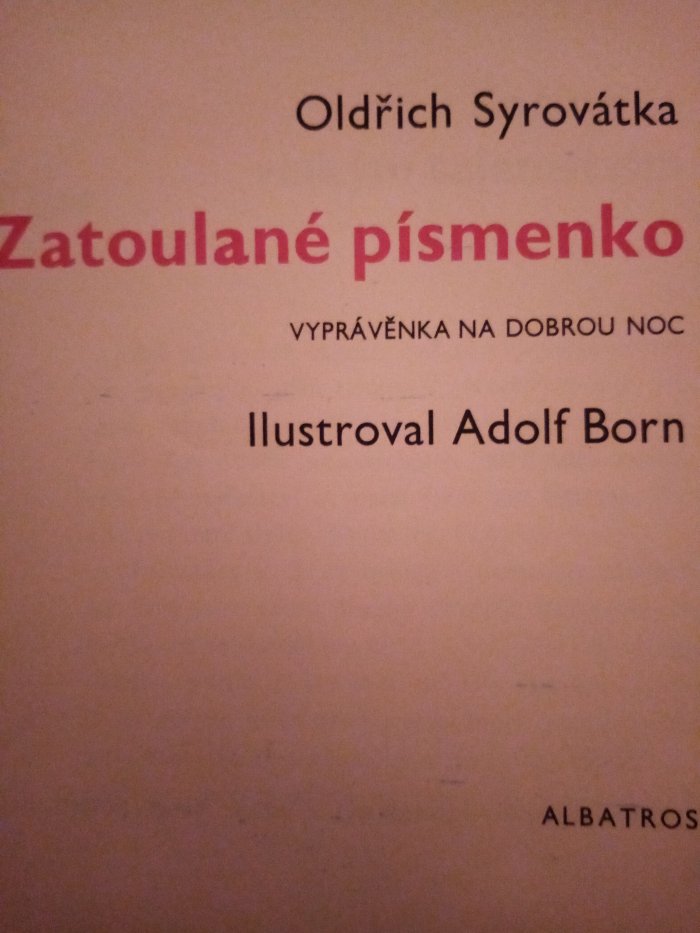 Oldřich Syrovátka
Zatoulané písmenko
VYPRÁVĚNKA NA DOBROU NOC
Ilustroval Adolf Born
ALBATROS